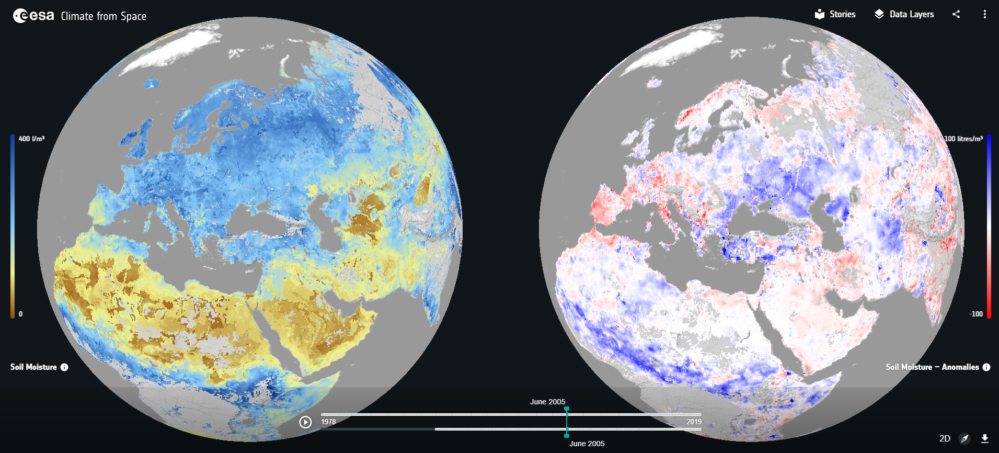 esa Climate from Space
Stories
Data Layers
400 l/m³
0
Soil Moisture
100 litres/m³
-100
Soil Moisture – Anomalies
June 2005
1978
2019
June 2005
2D